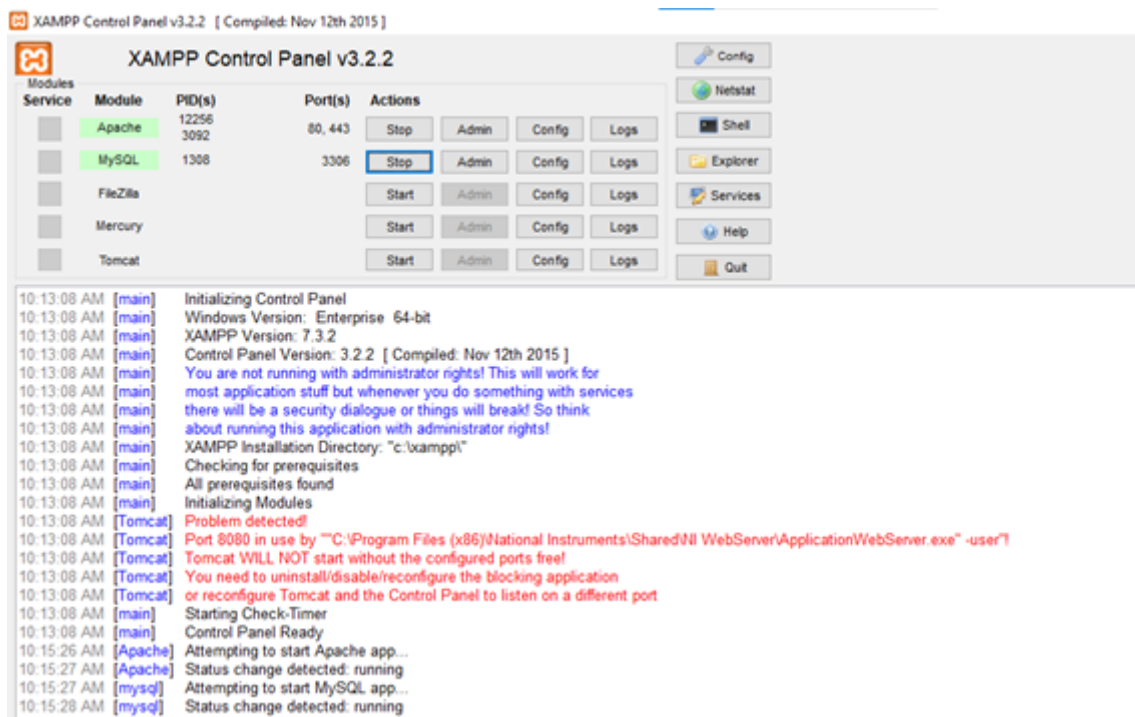 XAMPP Control Panel v3.2.2 [ Compiled: Nov 12th 2015 ]
XAMPP Control Panel v3.2.2
Modules
Service Module PID(s) Port(s) Actions
Apache 12256 3092 80, 443 Stop Admin Config Logs
MySQL 1308 3306 Stop Admin Config Logs
FileZilla Start Admin Config Logs
Mercury Start Admin Config Logs
Tomcat Start Admin Config Logs
Config
Netstat
Shell
Explorer
Services
Help
Quit
10:13:08 AM [main] Initializing Control Panel
10:13:08 AM [main] Windows Version: Enterprise 64-bit
10:13:08 AM [main] XAMPP Version: 7.3.2
10:13:08 AM [main] Control Panel Version: 3.2.2 [ Compiled: Nov 12th 2015 ]
10:13:08 AM [main] You are not running with administrator rights! This will work for
10:13:08 AM [main] most application stuff but whenever you do something with services
10:13:08 AM [main] there will be a security dialogue or things will break! So think
10:13:08 AM [main] about running this application with administrator rights!
10:13:08 AM [main] XAMPP Installation Directory: "c:\xampp\"
10:13:08 AM [main] Checking for prerequisites
10:13:08 AM [main] All prerequisites found
10:13:08 AM [main] Initializing Modules
10:13:08 AM [Tomcat] Problem detected!
10:13:08 AM [Tomcat] Port 8080 in use by ""C:\Program Files (x86)\National Instruments\Shared\NI WebServer\ApplicationWebServer.exe" -user"!
10:13:08 AM [Tomcat] Tomcat WILL NOT start without the configured ports free!
10:13:08 AM [Tomcat] You need to uninstall/disable/reconfigure the blocking application
10:13:08 AM [Tomcat] or reconfigure Tomcat and the Control Panel to listen on a different port
10:13:08 AM [main] Starting Check-Timer
10:13:08 AM [main] Control Panel Ready
10:15:26 AM [Apache] Attempting to start Apache app...
10:15:27 AM [Apache] Status change detected: running
10:15:27 AM [mysql] Attempting to start MySQL app...
10:15:28 AM [mysql] Status change detected: running